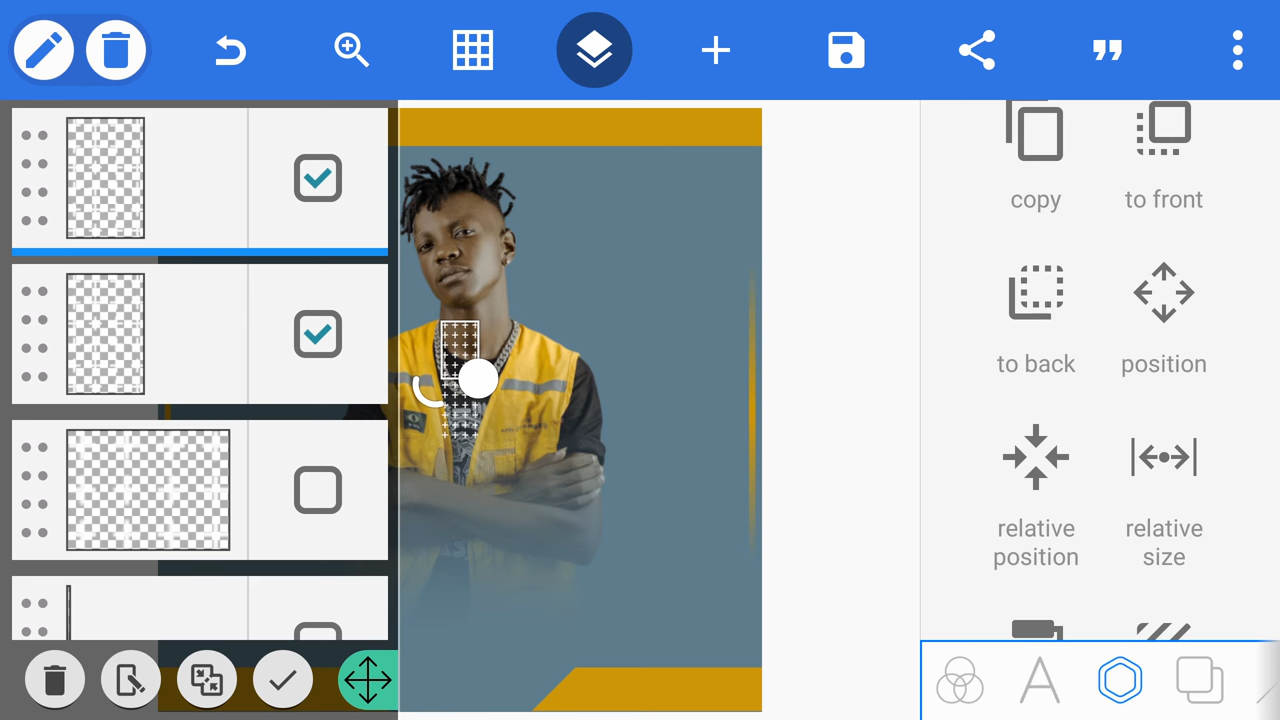 copy
to front
to back
position
relative
position
relative
size
A